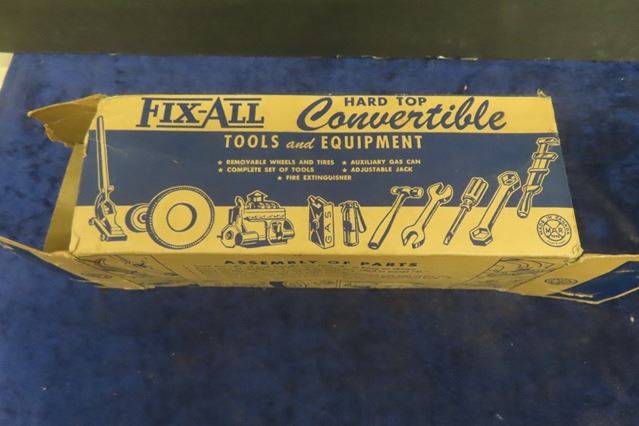 FIX-ALL HARD TOP Convertible
TOOLS and EQUIPMENT
★ REMOVABLE WHEELS AND TIRES ★ AUXILIARY GAS CAN
★ COMPLETE SET OF TOOLS ★ ADJUSTABLE JACK
★ FIRE EXTINGUISHER
GAS
MAR
ASSEMBLY OF PARTS